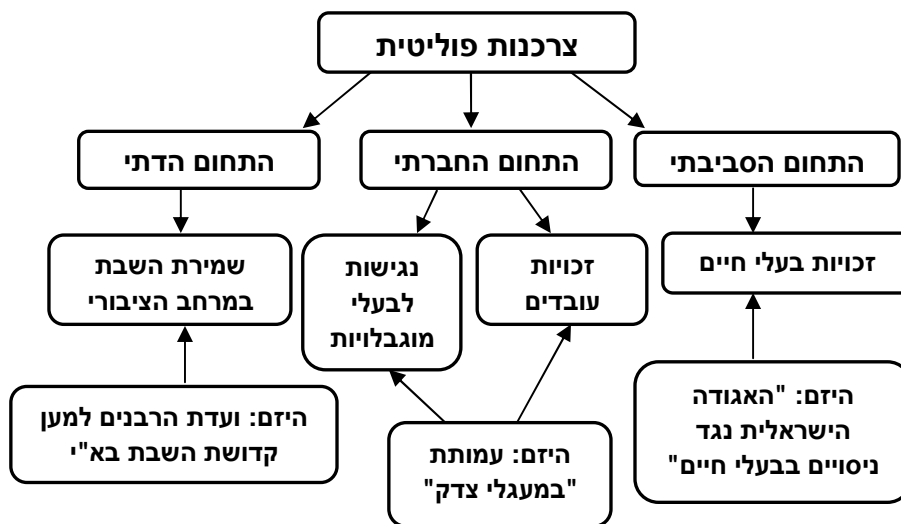 צרכנות פוליטית
התחום הסביבתי
התחום החברתי
התחום הדתי
זכויות בעלי חיים
זכויות
עובדים
נגישות
לבעלי
מוגבלויות
שמירת השבת
במרחב הציבורי
היזם: "האגודה
הישראלית נגד
ניסויים בבעלי חיים"
היזם: עמותת
"במעגלי צדק"
היזם: ועדת הרבנים למען
קדושת השבת בא"י